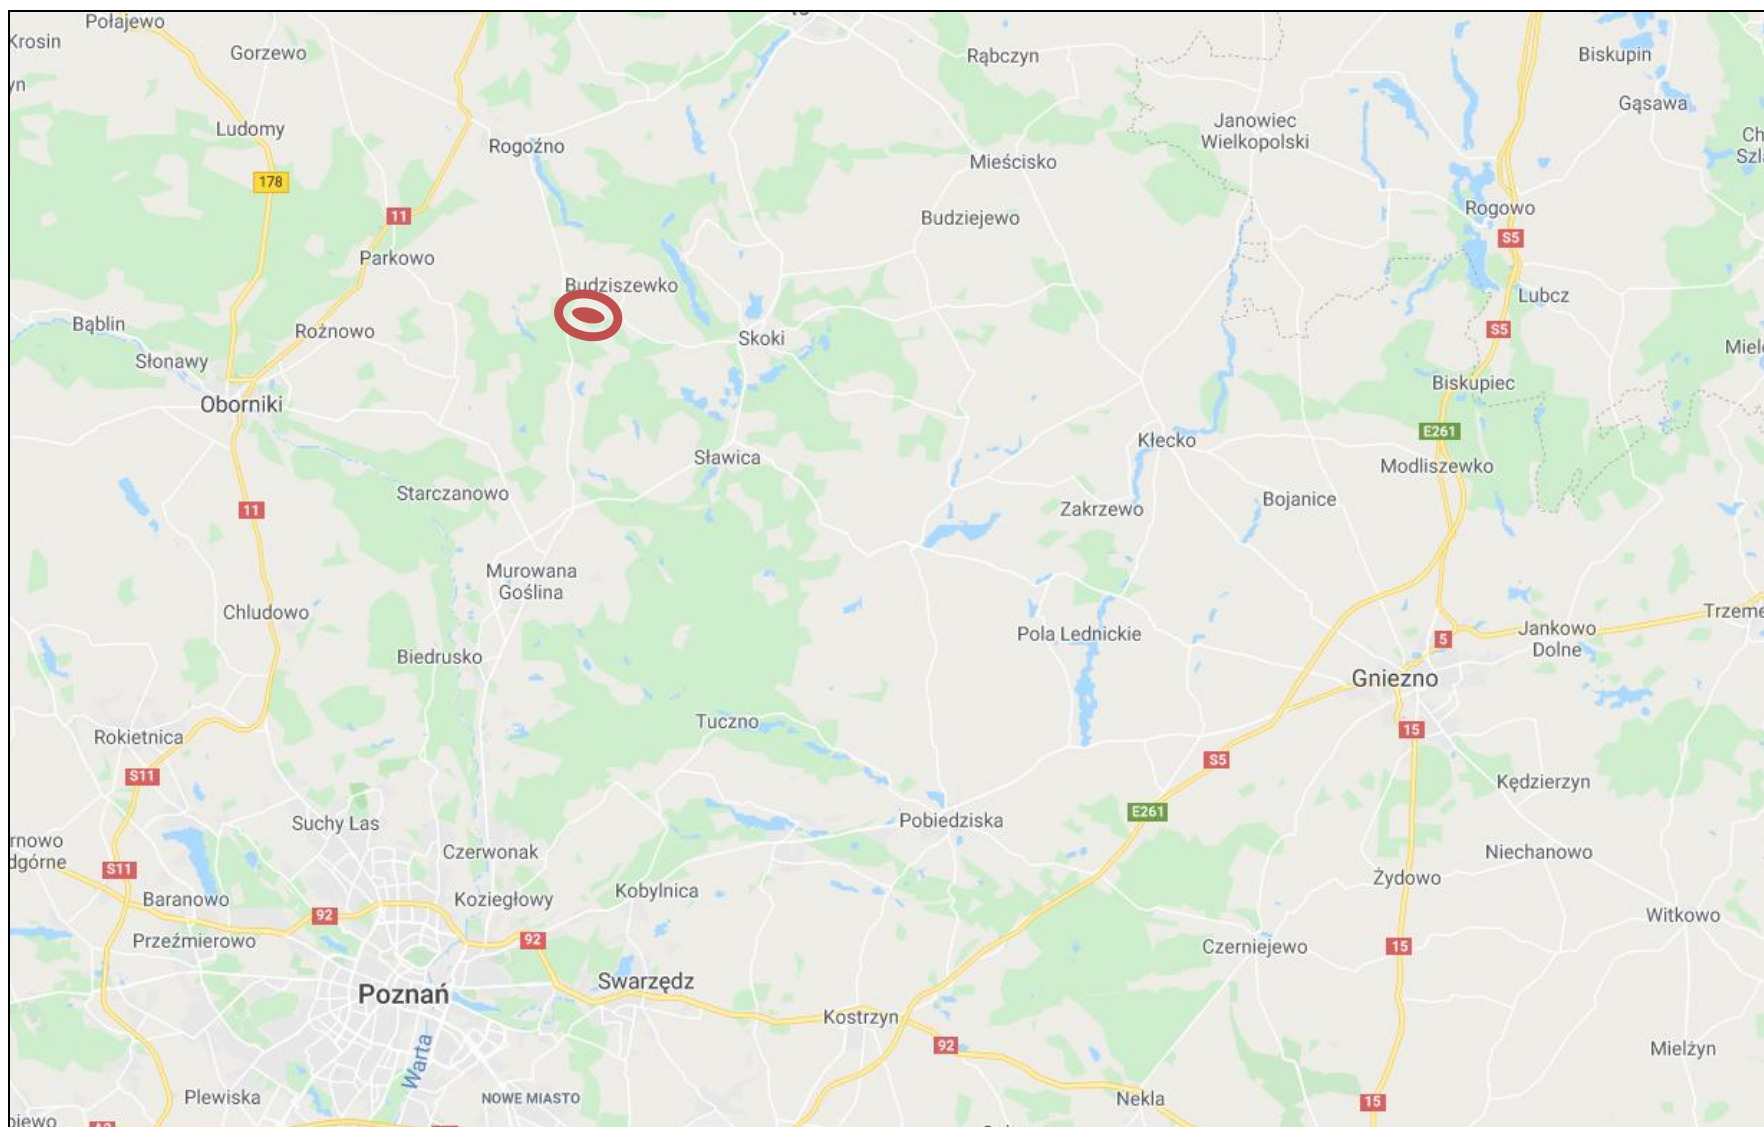 Połajewo
Krosin
Gorzewo
Rąbczyn
Biskupin
Gąsawa
Ludomy
Rogoźno
Janowiec
Wielkopolski
Mieścisko
178
11
Budziejewo
Rogowo
S5
Parkowo
Budziszewko
Lubcz
Bąblin
Rożnowo
Skoki
S5
Słonawy
Biskupiec
Oborniki
E261
Kłecko
Sławica
Modliszewko
Starczanowo
Bojanice
Zakrzewo
11
Murowana
Goślina
Chludowo
Pola Lednickie
5
Jankowo
Dolne
Biedrusko
Gniezno
Tuczno
15
Rokietnica
S5
S11
Kędzierzyn
E261
Suchy Las
Pobiedziska
Czerwonak
Niechanowo
S11
Żydowo
Baranowo
Koziegłowy
Kobylnica
92
Witkowo
Przeźmierowo
92
Czerniejewo
15
Swarzędz
Poznań
Kostrzyn
92
Mielżyn
Warta
Plewiska
NOWE MIASTO
Nekla
15